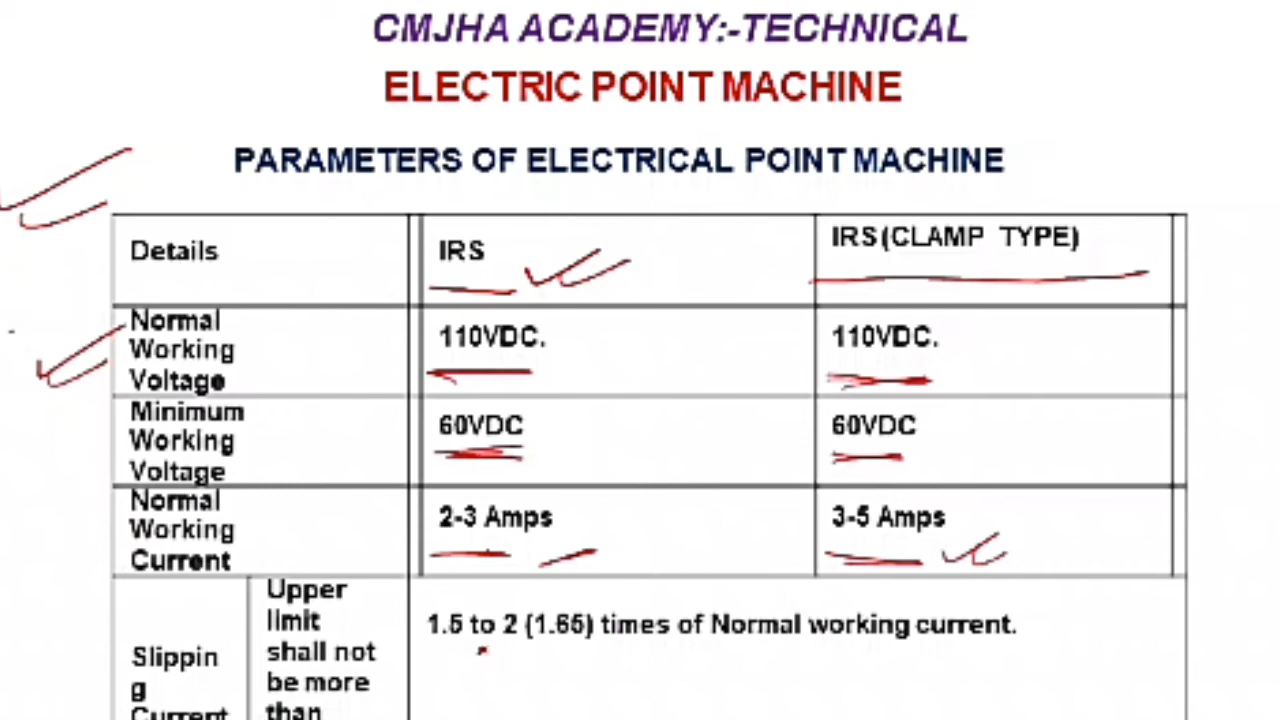 CMJHA ACADEMY:-TECHNICAL
ELECTRIC POINT MACHINE
PARAMETERS OF ELECTRICAL POINT MACHINE
Details
IRS
IRS(CLAMP TYPE)
Normal
Working
Voltage
110VDC.
110VDC.
Minimum
Working
Voltage
60VDC
60VDC
Normal
Working
Current
2-3 Amps
3-5 Amps
Slippin
g
Current
Upper
limit
shall not
be more
than
1.5 to 2 (1.65) times of Normal working current.